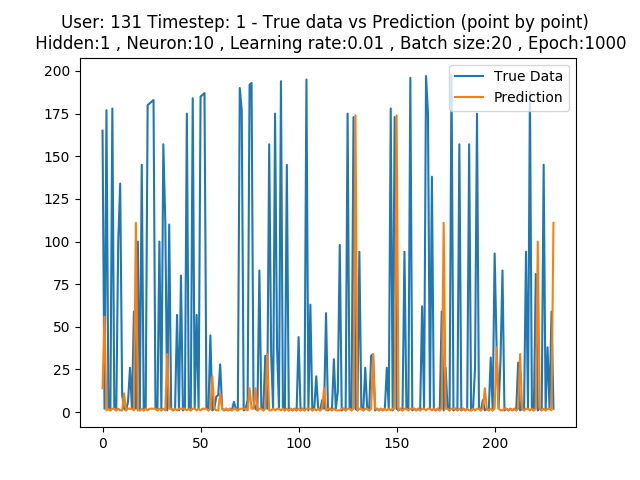 User: 131 Timestep: 1 - True data vs Prediction (point by point)
Hidden:1 , Neuron:10 , Learning rate:0.01 , Batch size:20 , Epoch:1000
True Data
Prediction
200
175
150
125
100
75
50
25
0
0 50 100 150 200